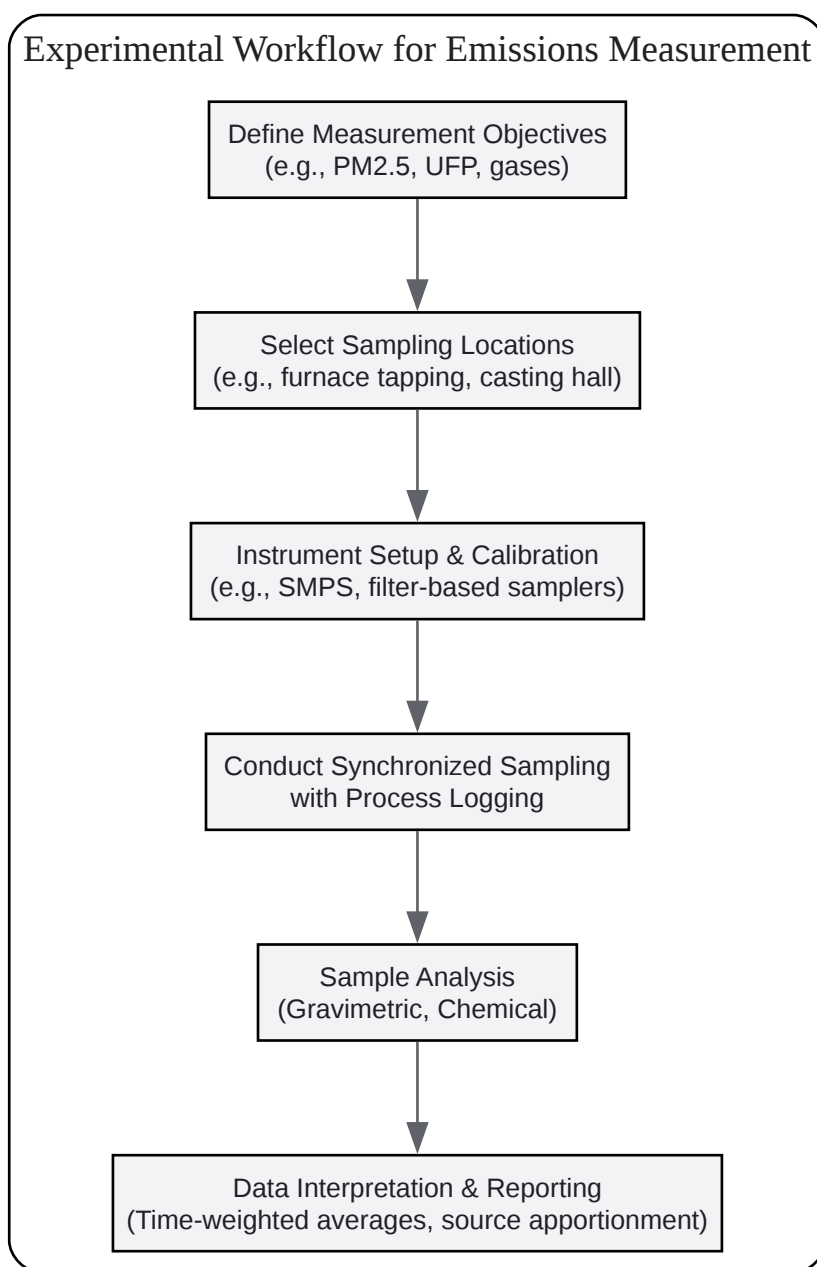 Experimental Workflow for Emissions Measurement
Define Measurement Objectives
(e.g., PM2.5, UFP, gases)
Select Sampling Locations
(e.g., furnace tapping, casting hall)
Instrument Setup & Calibration
(e.g., SMPS, filter-based samplers)
Conduct Synchronized Sampling
with Process Logging
Sample Analysis
(Gravimetric, Chemical)
Data Interpretation & Reporting
(Time-weighted averages, source apportionment)